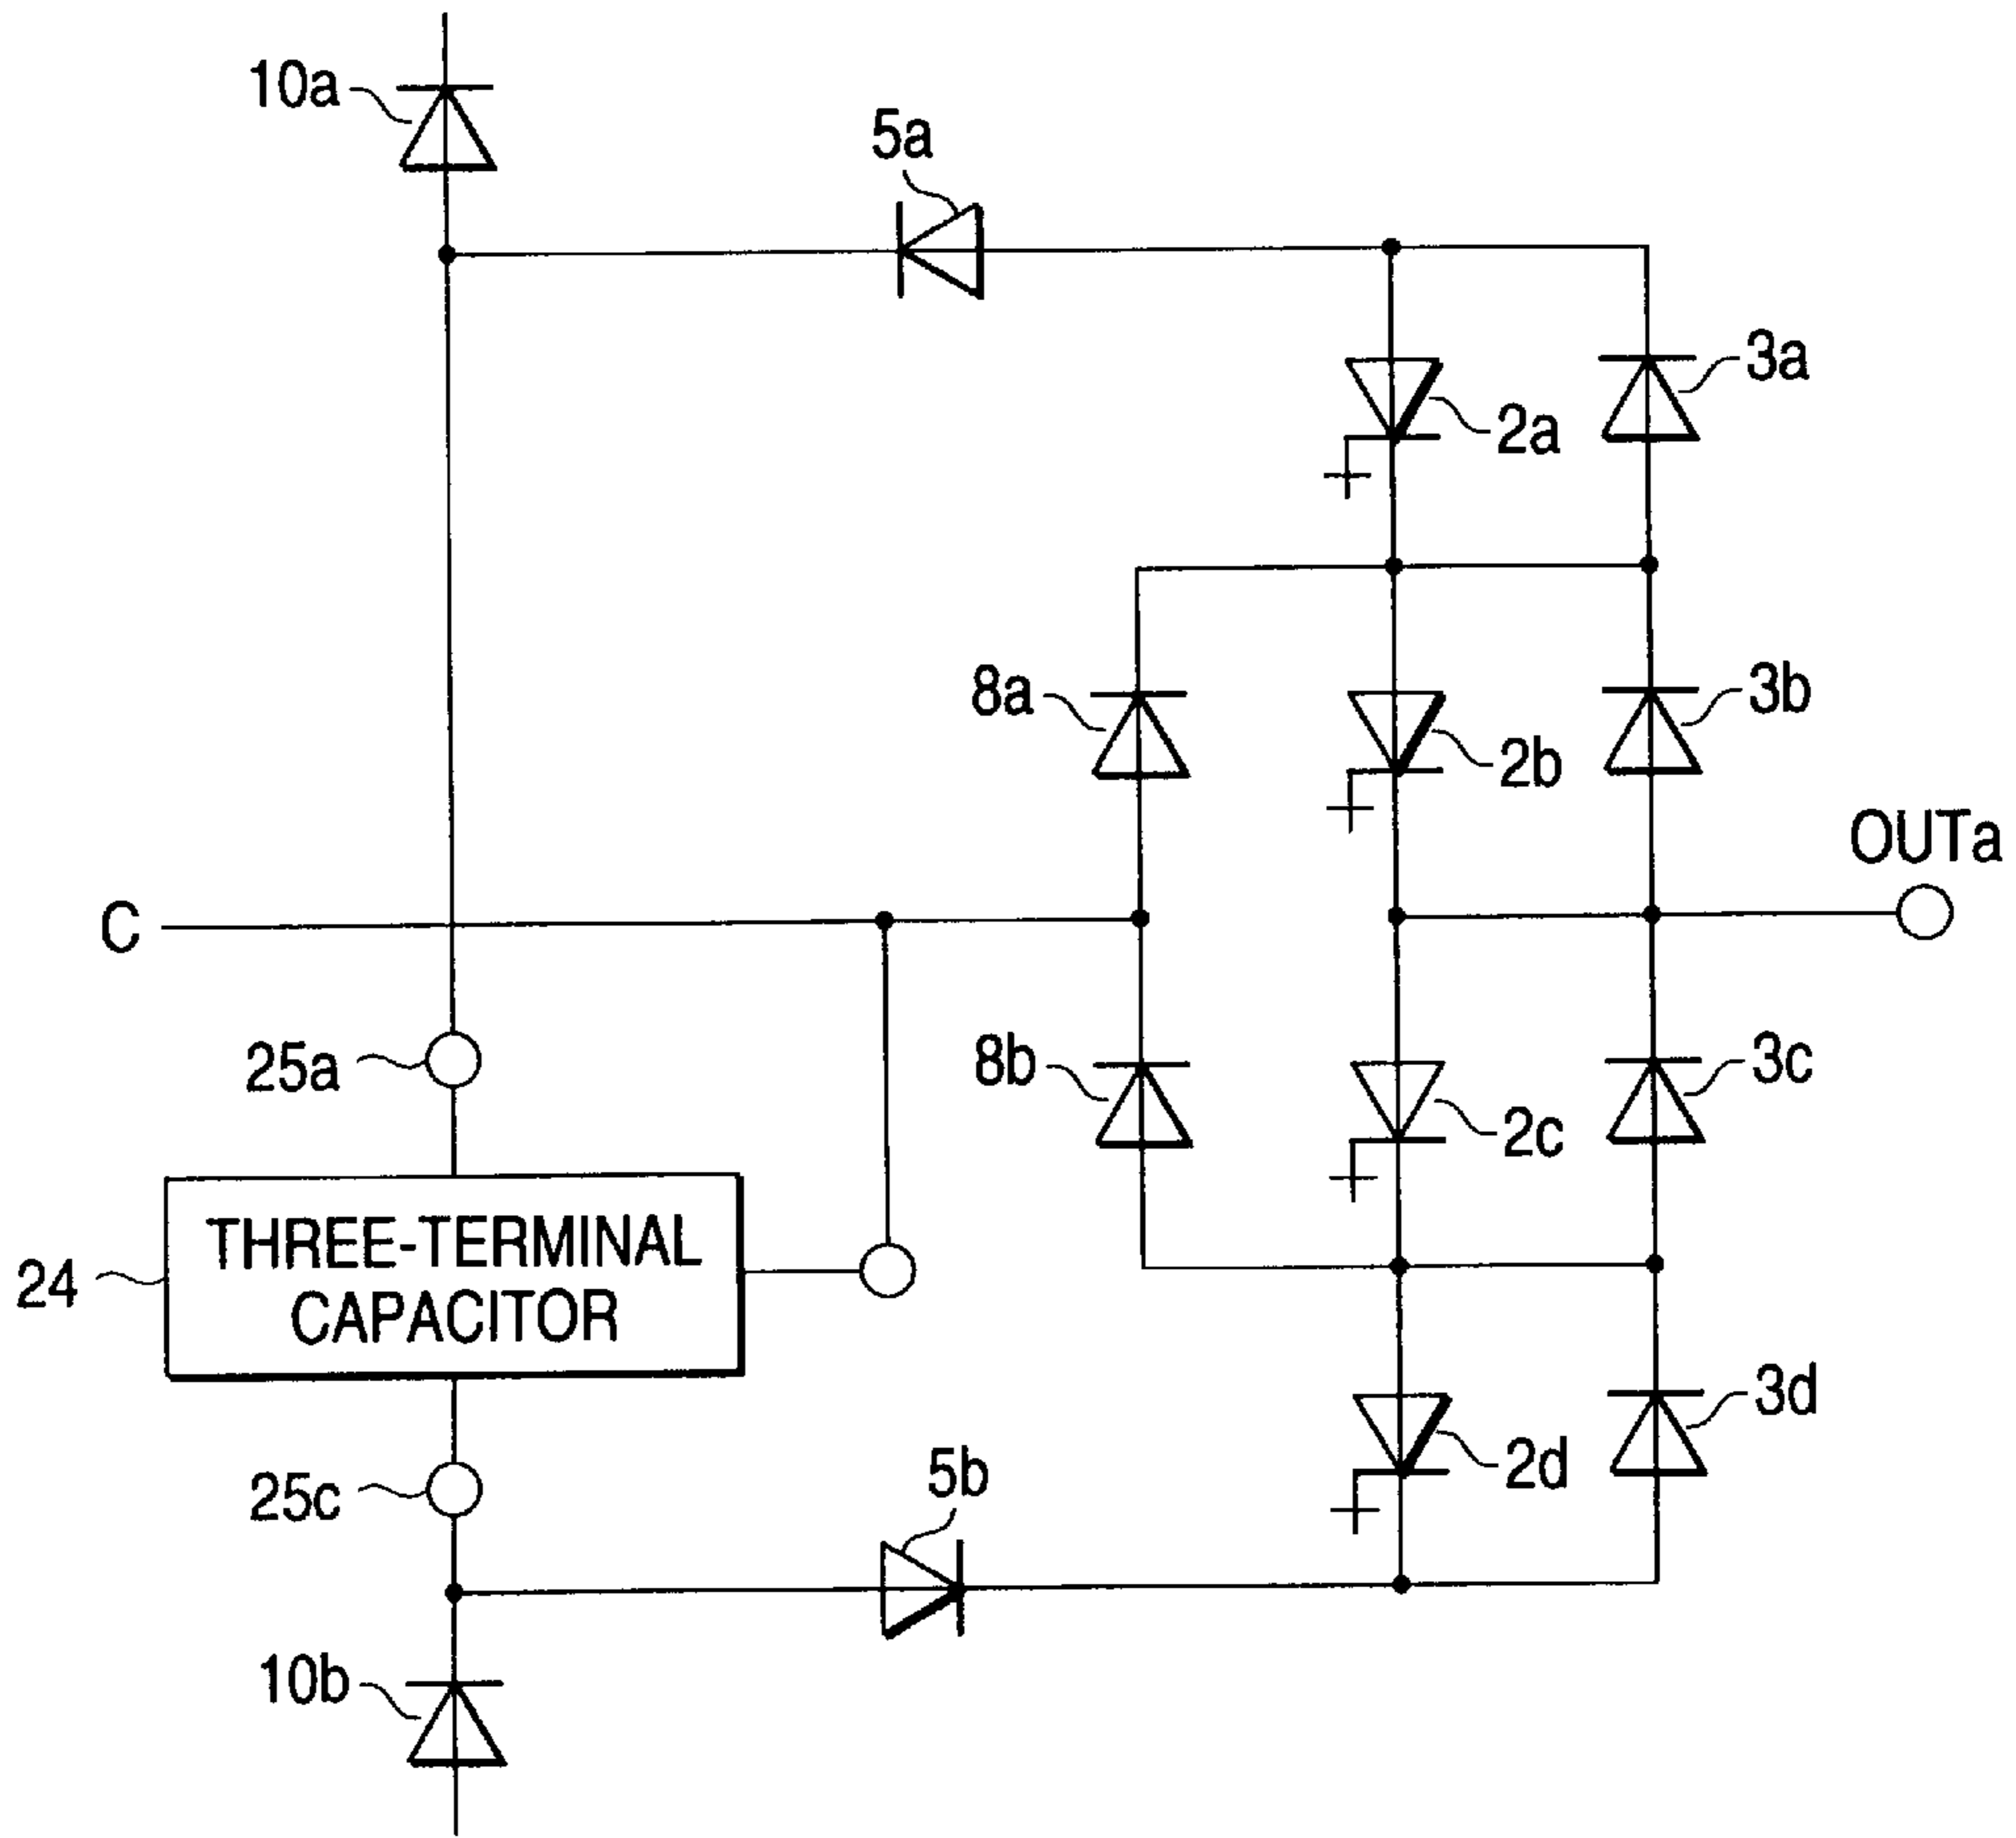 10a
5a
3a
2a
8a
3b
2b
OUTa
C
25a
8b
3c
2c
THREE-TERMINAL
CAPACITOR
24
3d
25c
5b
2d
10b